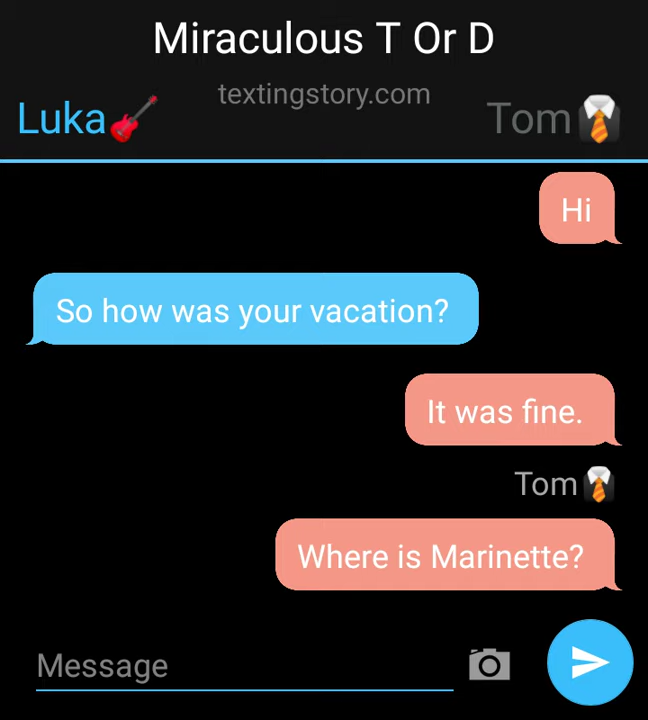 Miraculous T Or D
textingstory.com
Luka🎸 Tom👔
Hi
So how was your vacation?
It was fine.
Tom👔
Where is Marinette?
Message